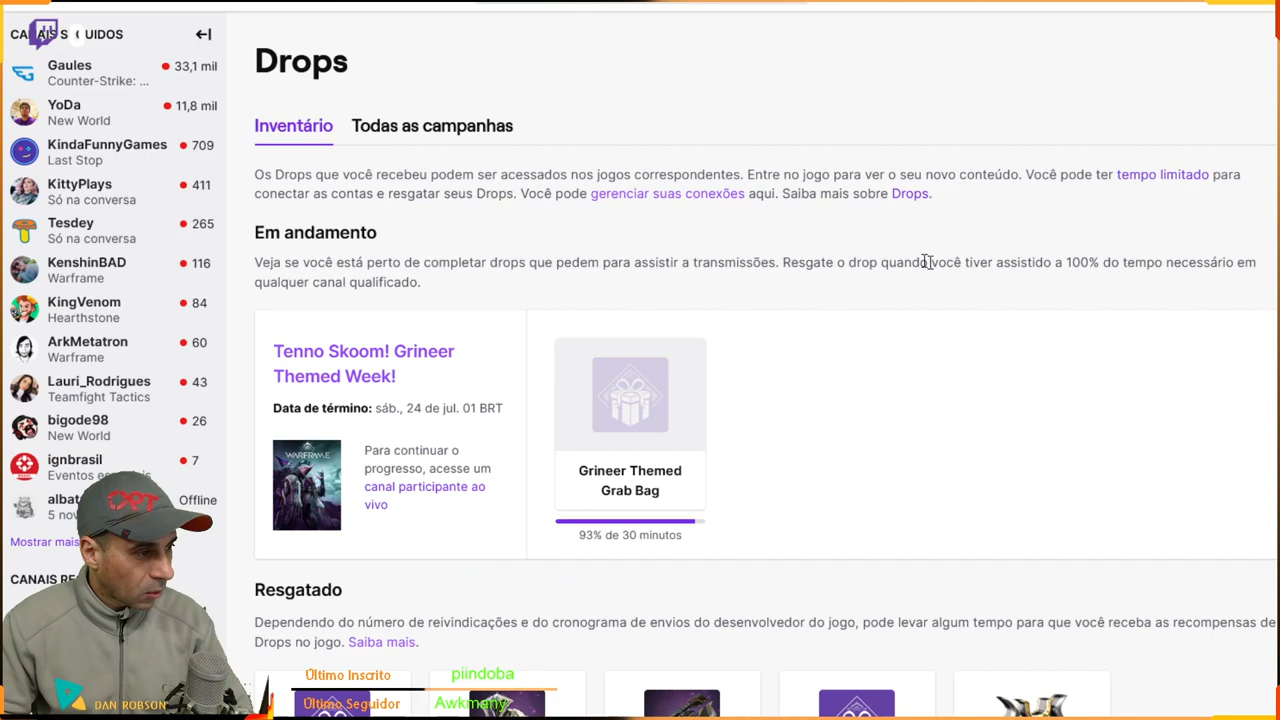 CANAIS S UIDOS
Gaules
33,1 mil
Counter-Strike: ...
YoDa
11,8 mil
New World
KindaFunnyGames
709
Last Stop
KittyPlays
411
Só na conversa
Tesdey
265
Só na conversa
KenshinBAD
116
Warframe
KingVenom
84
Hearthstone
ArkMetatron
60
Warframe
Lauri_Rodrigues
43
Teamfight Tactics
bigode98
26
New World
ignbrasil
7
Offline
5 nov
Mostrar mais
Drops
Inventário
Todas as campanhas
Os Drops que você recebeu podem ser acessados nos jogos correspondentes. Entre no jogo para ver o seu novo conteúdo. Você pode ter tempo limitado para
conectar as contas e resgatar seus Drops. Você pode gerenciar suas conexões aqui. Saiba mais sobre Drops.
Em andamento
Veja se você está perto de completar drops que pedem para assistir a transmissões. Resgate o drop quando você tiver assistido a 100% do tempo necessário em
qualquer canal qualificado.
Tenno Skoom! Grineer
Themed Week!
Data de término: sáb., 24 de jul. 01 BRT
WARFRAME
Para continuar o
progresso, acesse um
canal participante ao
vivo
Grineer Themed
Grab Bag
93% de 30 minutos
Resgatado
Dependendo do número de reivindicações e do cronograma de envios do desenvolvedor do jogo, pode levar algum tempo para que você receba as recompensas de
Drops no jogo. Saiba mais.
Último Inscrito
piindoba
Último Seguidor
Awkmany
DAN ROBSON